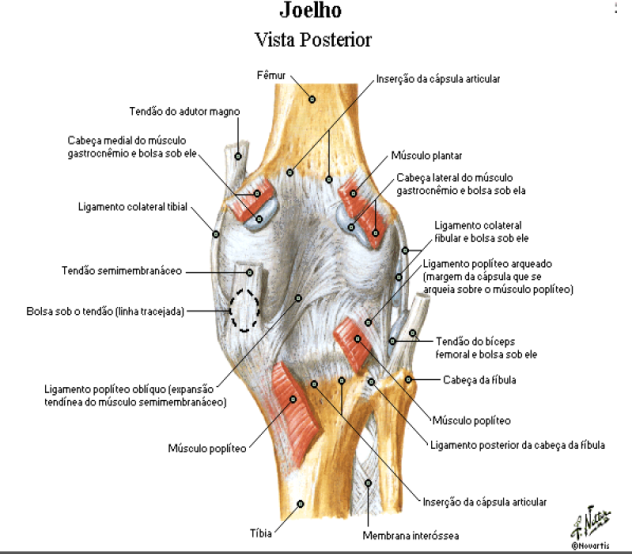 Joelho
Vista Posterior
Fêmur
Inserção da cápsula articular
Tendão do adutor magno
Cabeça medial do músculo
gastrocnêmio e bolsa sob ele
Músculo plantar
Cabeça lateral do músculo
gastrocnêmio e bolsa sob ela
Ligamento colateral tibial
Ligamento colateral
fibular e bolsa sob ele
Tendão semimembranáceo
Ligamento poplíteo arqueado
(margem da cápsula que se
arqueia sobre o músculo poplíteo)
Bolsa sob o tendão (linha tracejada)
Tendão do bíceps
femoral e bolsa sob ele
Ligamento poplíteo oblíquo (expansão
tendínea do músculo semimembranáceo)
Cabeça da fíbula
Músculo poplíteo
Músculo poplíteo
Ligamento posterior da cabeça da fíbula
Inserção da cápsula articular
Tíbia
Membrana interóssea
F. Netter
©Novartis